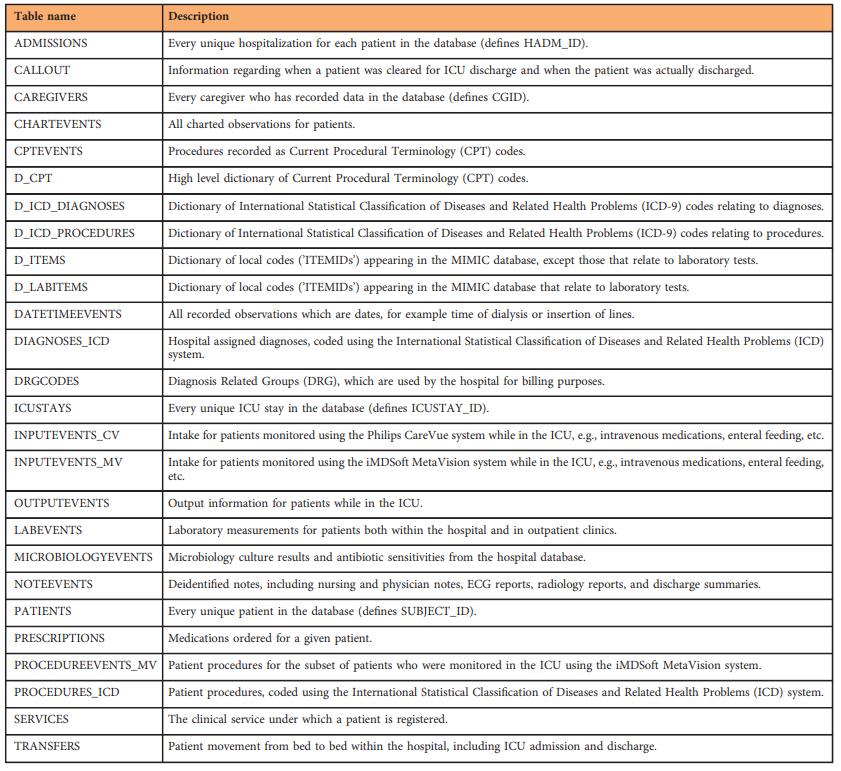 Table name Description
ADMISSIONS Every unique hospitalization for each patient in the database (defines HADM_ID).
CALLOUT Information regarding when a patient was cleared for ICU discharge and when the patient was actually discharged.
CAREGIVERS Every caregiver who has recorded data in the database (defines CGID).
CHARTEVENTS All charted observations for patients.
CPTEVENTS Procedures recorded as Current Procedural Terminology (CPT) codes.
D_CPT High level dictionary of Current Procedural Terminology (CPT) codes.
D_ICD_DIAGNOSES Dictionary of International Statistical Classification of Diseases and Related Health Problems (ICD-9) codes relating to diagnoses.
D_ICD_PROCEDURES Dictionary of International Statistical Classification of Diseases and Related Health Problems (ICD-9) codes relating to procedures.
D_ITEMS Dictionary of local codes ('ITEMIDs') appearing in the MIMIC database, except those that relate to laboratory tests.
D_LABITEMS Dictionary of local codes ('ITEMIDs') appearing in the MIMIC database that relate to laboratory tests.
DATETIMEEVENTS All recorded observations which are dates, for example time of dialysis or insertion of lines.
DIAGNOSES_ICD Hospital assigned diagnoses, coded using the International Statistical Classification of Diseases and Related Health Problems (ICD)
system.
DRGCODES Diagnosis Related Groups (DRG), which are used by the hospital for billing purposes.
ICUSTAYS Every unique ICU stay in the database (defines ICUSTAY_ID).
INPUTEVENTS_CV Intake for patients monitored using the Philips CareVue system while in the ICU, e.g., intravenous medications, enteral feeding, etc.
INPUTEVENTS_MV Intake for patients monitored using the iMDSoft MetaVision system while in the ICU, e.g., intravenous medications, enteral feeding,
etc.
OUTPUTEVENTS Output information for patients while in the ICU.
LABEVENTS Laboratory measurements for patients both within the hospital and in outpatient clinics.
MICROBIOLOGYEVENTS Microbiology culture results and antibiotic sensitivities from the hospital database.
NOTEEVENTS Deidentified notes, including nursing and physician notes, ECG reports, radiology reports, and discharge summaries.
PATIENTS Every unique patient in the database (defines SUBJECT_ID).
PRESCRIPTIONS Medications ordered for a given patient.
PROCEDUREEVENTS_MV Patient procedures for the subset of patients who were monitored in the ICU using the iMDSoft MetaVision system.
PROCEDURES_ICD Patient procedures, coded using the International Statistical Classification of Diseases and Related Health Problems (ICD) system.
SERVICES The clinical service under which a patient is registered.
TRANSFERS Patient movement from bed to bed within the hospital, including ICU admission and discharge.